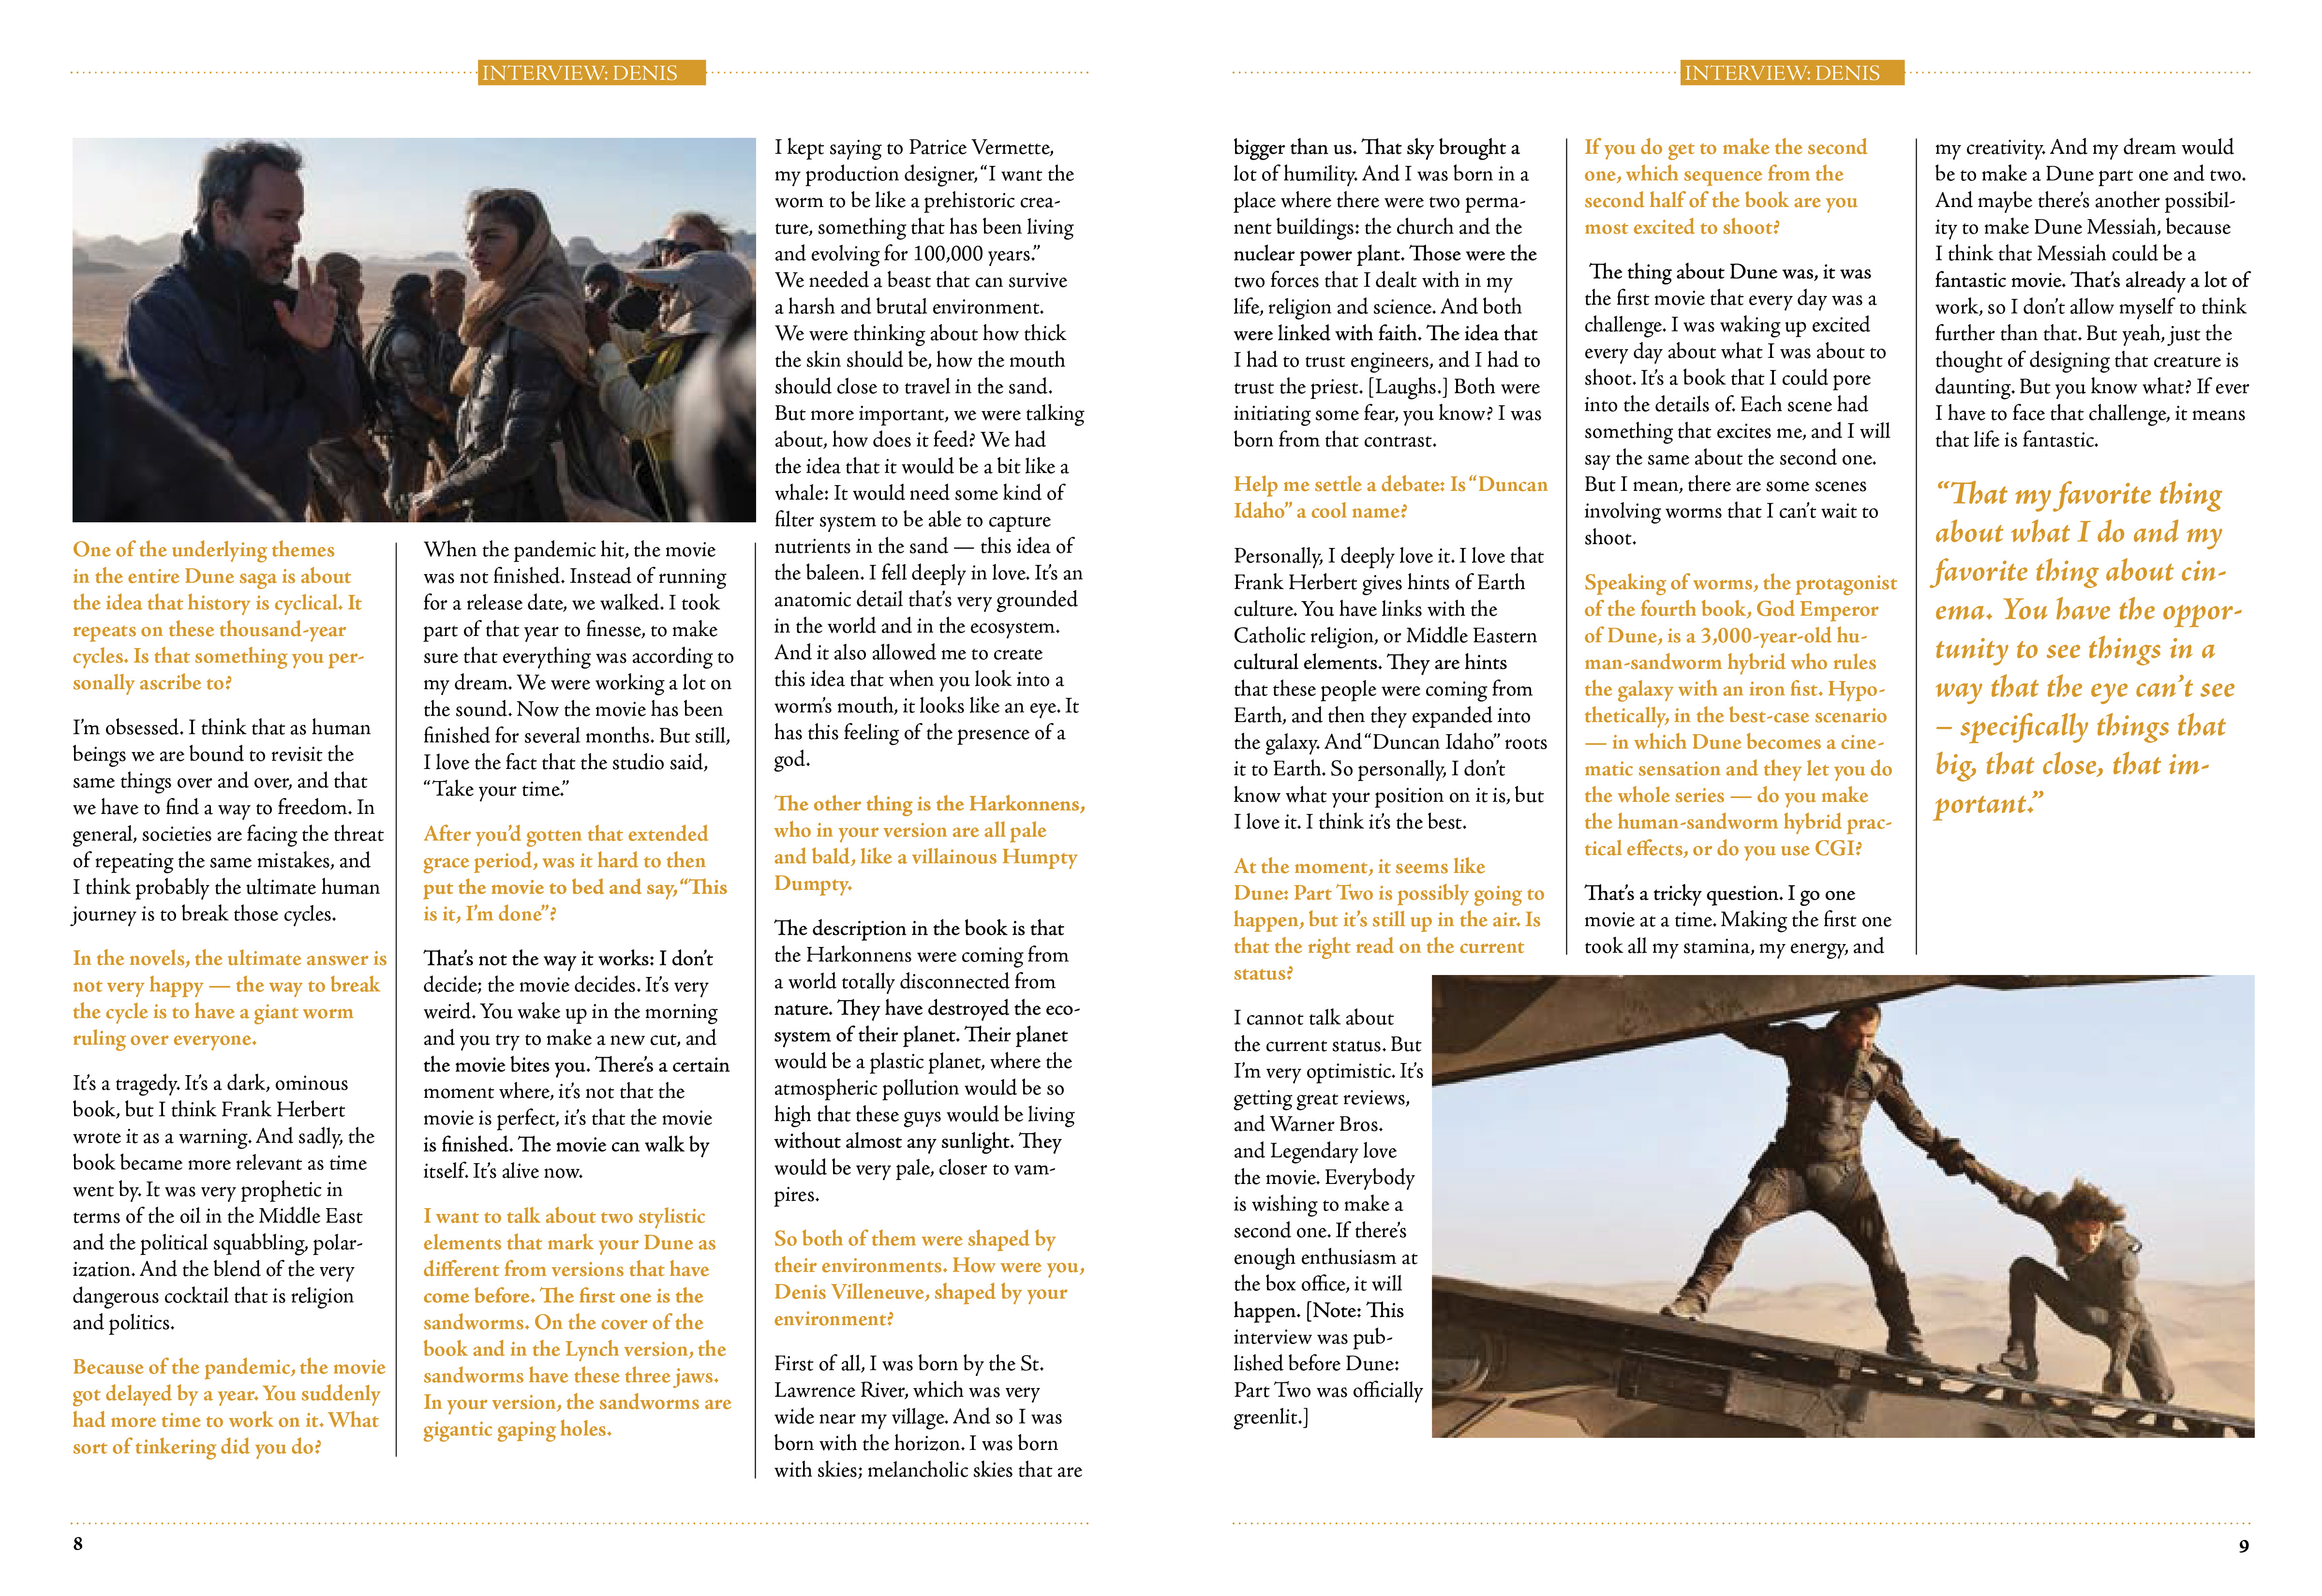 INTERVIEW: DENIS
One of the underlying themes
in the entire Dune saga is about
the idea that history is cyclical. It
repeats on these thousand-year
cycles. Is that something you per-
sonally ascribe to?
I'm obsessed. I think that as human
beings we are bound to revisit the
same things over and over, and that
we have to find a way to freedom. In
general, societies are facing the threat
of repeating the same mistakes, and
I think probably the ultimate human
journey is to break those cycles.
In the novels, the ultimate answer is
not very happy — the way to break
the cycle is to have a giant worm
ruling over everyone.
It's a tragedy. It's a dark, ominous
book, but I think Frank Herbert
wrote it as a warning. And sadly, the
book became more relevant as time
went by. It was very prophetic in
terms of the oil in the Middle East
and the political squabbling, polar-
ization. And the blend of the very
dangerous cocktail that is religion
and politics.
Because of the pandemic, the movie
got delayed by a year. You suddenly
had more time to work on it. What
sort of tinkering did you do?
When the pandemic hit, the movie
was not finished. Instead of running
for a release date, we walked. I took
part of that year to finesse, to make
sure that everything was according to
my dream. We were working a lot on
the sound. Now the movie has been
finished for several months. But still,
I love the fact that the studio said,
“Take your time.”
After you'd gotten that extended
grace period, was it hard to then
put the movie to bed and say, “This
is it, I'm done”?
That's not the way it works: I don't
decide; the movie decides. It's very
weird. You wake up in the morning
and you try to make a new cut, and
the movie bites you. There's a certain
moment where, it's not that the
movie is perfect, it's that the movie
is finished. The movie can walk by
itself. It's alive now.
I want to talk about two stylistic
elements that mark your Dune as
different from versions that have
come before. The first one is the
sandworms. On the cover of the
book and in the Lynch version, the
sandworms have these three jaws.
In your version, the sandworms are
gigantic gaping holes.
I kept saying to Patrice Vermette,
my production designer, “I want the
worm to be like a prehistoric crea-
ture, something that has been living
and evolving for 100,000 years.”
We needed a beast that can survive
a harsh and brutal environment.
We were thinking about how thick
the skin should be, how the mouth
should close to travel in the sand.
But more important, we were talking
about, how does it feed? We had
the idea that it would be a bit like a
whale: It would need some kind of
filter system to be able to capture
nutrients in the sand — this idea of
the baleen. I fell deeply in love. It's an
anatomic detail that's very grounded
in the world and in the ecosystem.
And it also allowed me to create
this idea that when you look into a
worm's mouth, it looks like an eye. It
has this feeling of the presence of a
god.
The other thing is the Harkonnens,
who in your version are all pale
and bald, like a villainous Humpty
Dumpty.
The description in the book is that
the Harkonnens were coming from
a world totally disconnected from
nature. They have destroyed the eco-
system of their planet. Their planet
would be a plastic planet, where the
atmospheric pollution would be so
high that these guys would be living
without almost any sunlight. They
would be very pale, closer to vam-
pires.
So both of them were shaped by
their environments. How were you,
Denis Villeneuve, shaped by your
environment?
First of all, I was born by the St.
Lawrence River, which was very
wide near my village. And so I was
born with the horizon. I was born
with skies; melancholic skies that are
8
INTERVIEW: DENIS
bigger than us. That sky brought a
lot of humility. And I was born in a
place where there were two perma-
nent buildings: the church and the
nuclear power plant. Those were the
two forces that I dealt with in my
life, religion and science. And both
were linked with faith. The idea that
I had to trust engineers, and I had to
trust the priest. [Laughs.] Both were
initiating some fear, you know? I was
born from that contrast.
Help me settle a debate: Is “Duncan
Idaho” a cool name?
Personally, I deeply love it. I love that
Frank Herbert gives hints of Earth
culture. You have links with the
Catholic religion, or Middle Eastern
cultural elements. They are hints
that these people were coming from
Earth, and then they expanded into
the galaxy. And “Duncan Idaho” roots
it to Earth. So personally, I don't
know what your position on it is, but
I love it. I think it's the best.
At the moment, it seems like
Dune: Part Two is possibly going to
happen, but it's still up in the air. Is
that the right read on the current
status?
I cannot talk about
the current status. But
I'm very optimistic. It's
getting great reviews,
and Warner Bros.
and Legendary love
the movie. Everybody
is wishing to make a
second one. If there's
enough enthusiasm at
the box office, it will
happen. [Note: This
interview was pub-
lished before Dune:
Part Two was officially
greenlit.]
If you do get to make the second
one, which sequence from the
second half of the book are you
most excited to shoot?
The thing about Dune was, it was
the first movie that every day was a
challenge. I was waking up excited
every day about what I was about to
shoot. It's a book that I could pore
into the details of. Each scene had
something that excites me, and I will
say the same about the second one.
But I mean, there are some scenes
involving worms that I can't wait to
shoot.
Speaking of worms, the protagonist
of the fourth book, God Emperor
of Dune, is a 3,000-year-old hu-
man-sandworm hybrid who rules
the galaxy with an iron fist. Hypo-
thetically, in the best-case scenario
— in which Dune becomes a cine-
matic sensation and they let you do
the whole series — do you make
the human-sandworm hybrid prac-
tical effects, or do you use CGI?
That's a tricky question. I go one
movie at a time. Making the first one
took all my stamina, my energy, and
my creativity. And my dream would
be to make a Dune part one and two.
And maybe there's another possibil-
ity to make Dune Messiah, because
I think that Messiah could be a
fantastic movie. That's already a lot of
work, so I don't allow myself to think
further than that. But yeah, just the
thought of designing that creature is
daunting. But you know what? If ever
I have to face that challenge, it means
that life is fantastic.
“That my favorite thing
about what I do and my
favorite thing about cin-
ema. You have the oppor-
tunity to see things in a
way that the eye can't see
– specifically things that
big, that close, that im-
portant.”
9